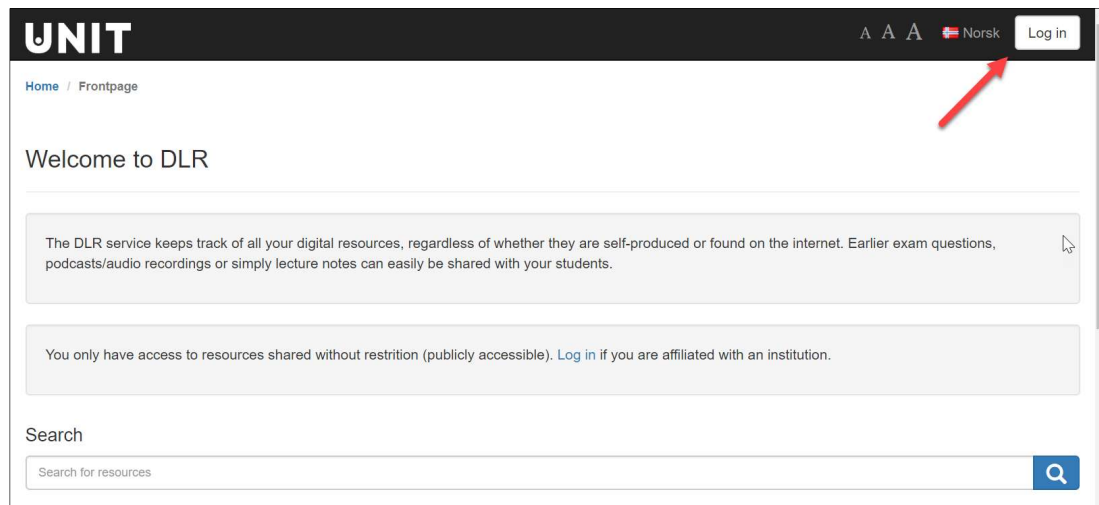 UNIT
A A A Norsk Log in
Home / Frontpage
Welcome to DLR
The DLR service keeps track of all your digital resources, regardless of whether they are self-produced or found on the internet. Earlier exam questions,
podcasts/audio recordings or simply lecture notes can easily be shared with your students.
You only have access to resources shared without restrition (publicly accessible). Log in if you are affiliated with an institution.
Search
Search for resources